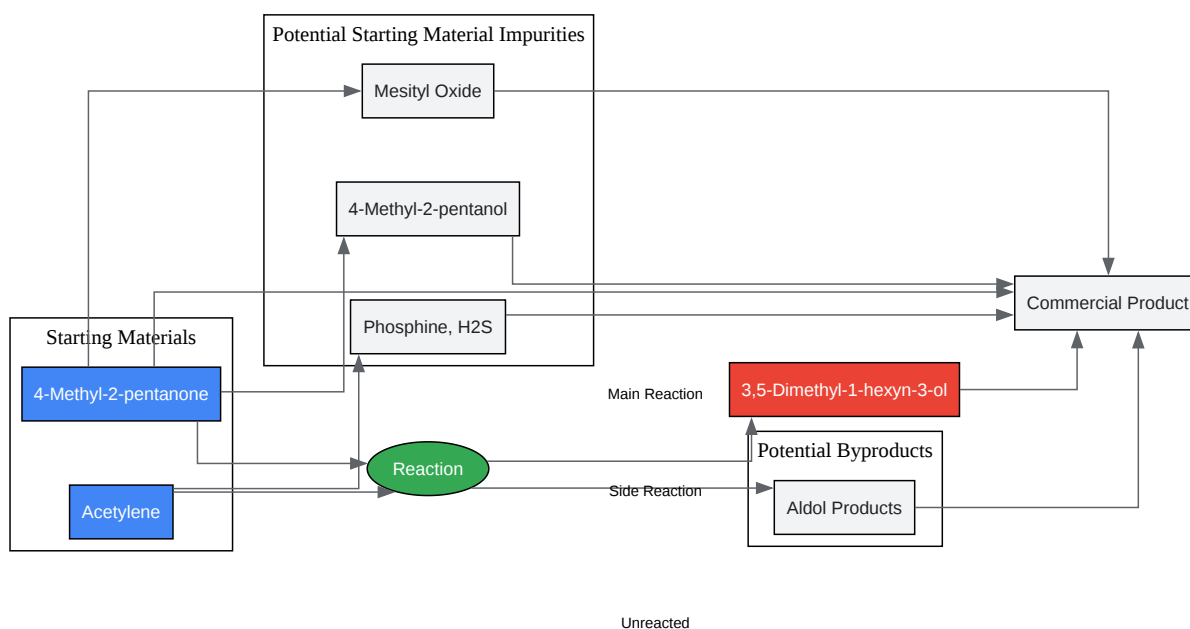 Potential Starting Material Impurities
Mesityl Oxide
4-Methyl-2-pentanol
Phosphine, H2S
Starting Materials
4-Methyl-2-pentanone
Acetylene
Reaction
Main Reaction
Side Reaction
Unreacted
3,5-Dimethyl-1-hexyn-3-ol
Potential Byproducts
Aldol Products
Commercial Product